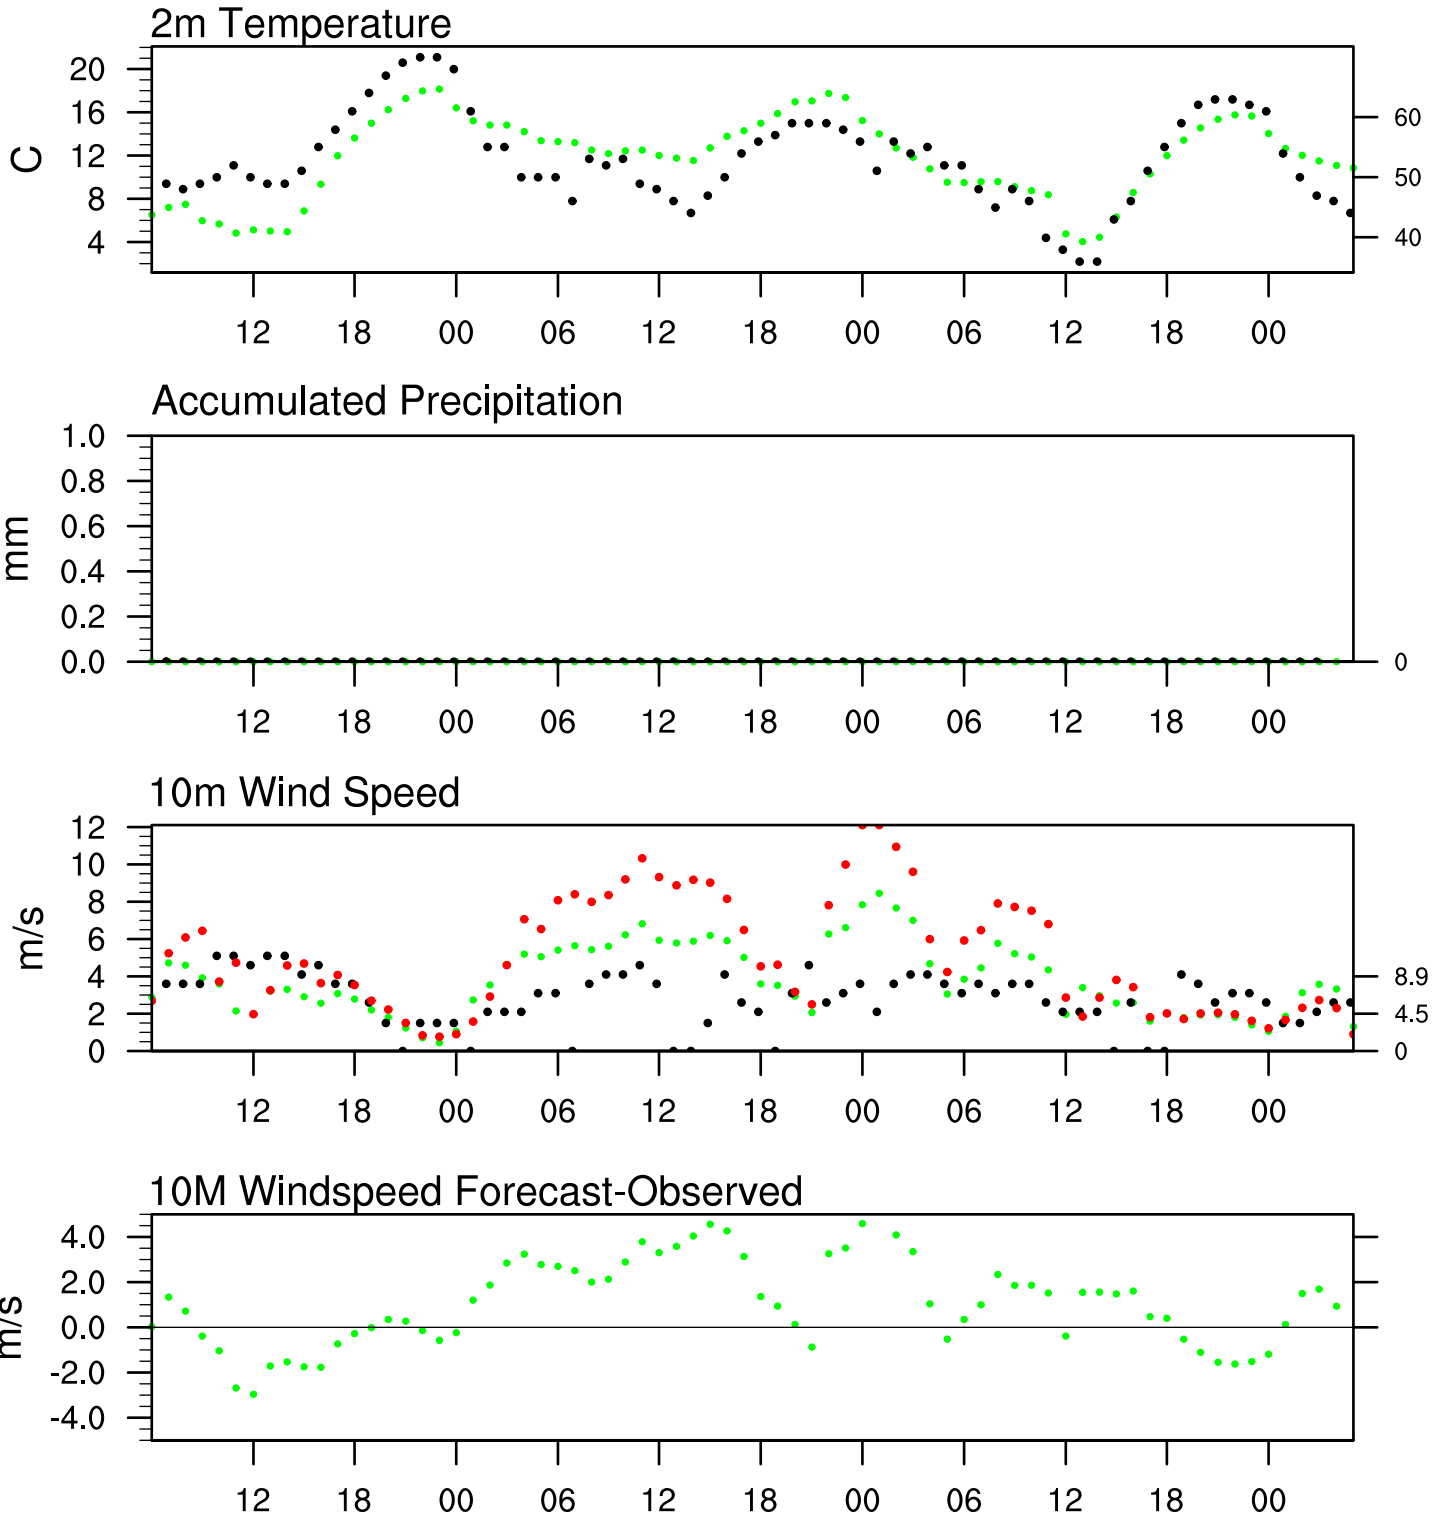 2m Temperature
20
16
12
8
4
C
60
50
40
12 18 00 06 12 18 00 06 12 18 00
Accumulated Precipitation
1.0
0.8
0.6
0.4
0.2
0.0
mm
0
12 18 00 06 12 18 00 06 12 18 00
10m Wind Speed
12
10
8
6
4
2
0
m/s
8.9
4.5
0
12 18 00 06 12 18 00 06 12 18 00
10M Windspeed Forecast-Observed
4.0
2.0
0.0
-2.0
-4.0
m/s
12 18 00 06 12 18 00 06 12 18 00